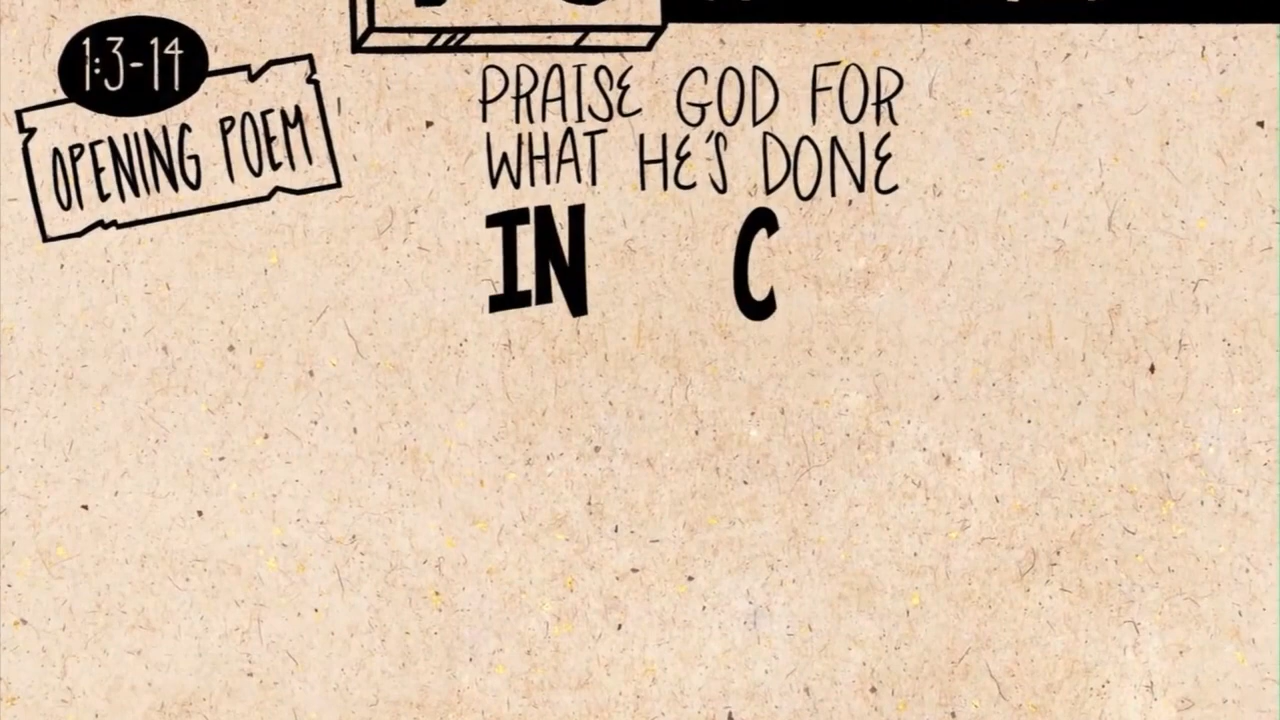 1:3-14
OPENING POEM
PRAISE GOD FOR
WHAT HE'S DONE
IN C